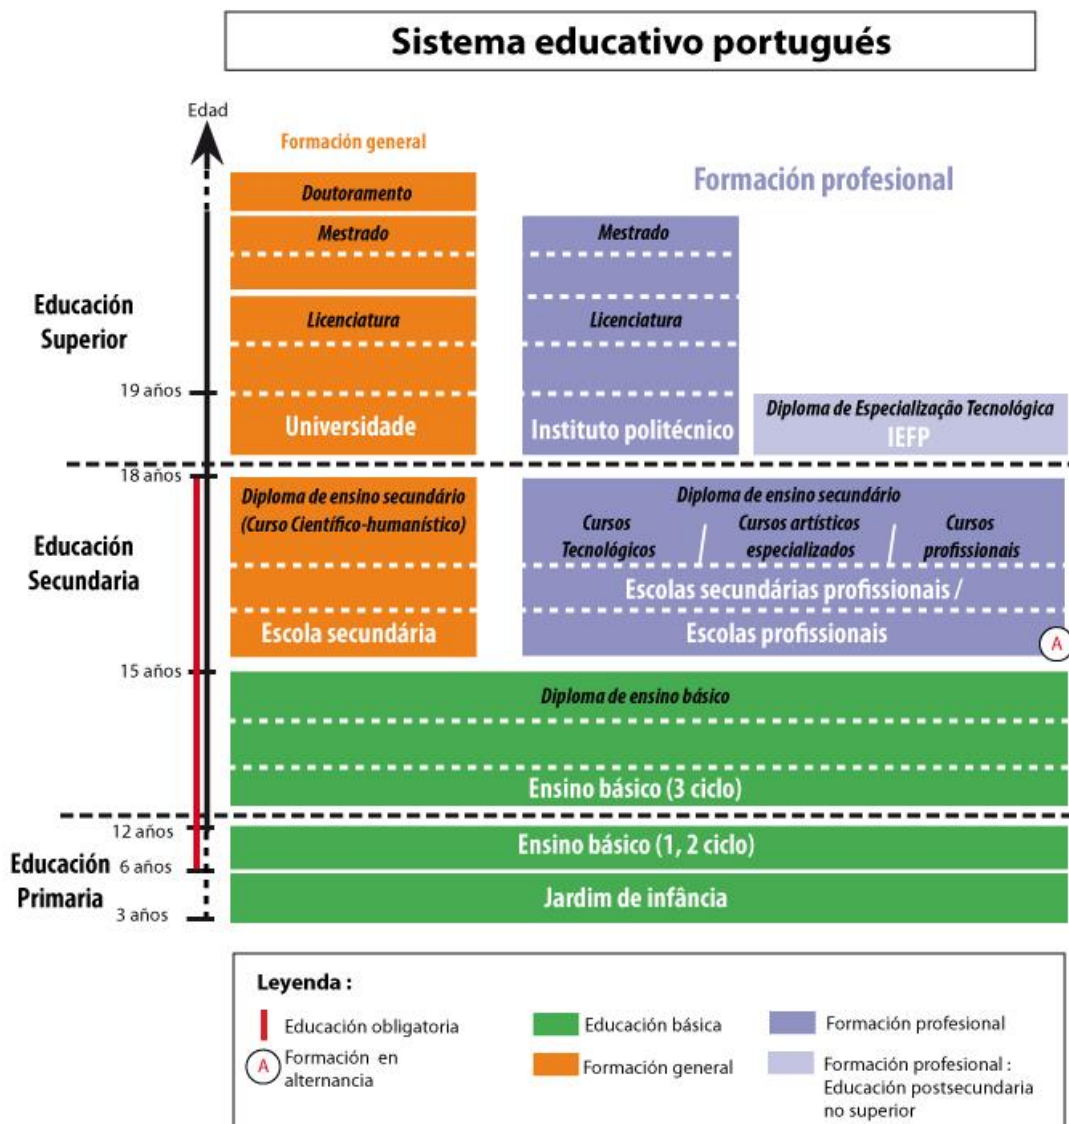 Sistema educativo portugués
Edad
Formación general
Formación profesional
Doutoramento
Mestrado
Mestrado
Educación
Superior
Licenciatura
Licenciatura
19 años
Universidade
Instituto politécnico
Diploma de Especialização Tecnológica
IEFP
18 años
Diploma de ensino secundário
(Curso Científico-humanístico)
Diploma de ensino secundário
Cursos
Tecnológicos
/
Cursos artísticos
especializados
/
Cursos
profissionais
Educación
Secundaria
Escolas secundárias profissionais /
Escola secundária
Escolas profissionais
A
15 años
Diploma de ensino básico
Ensino básico (3 ciclo)
12 años
Ensino básico (1, 2 ciclo)
Educación
Primaria
6 años
Jardim de infância
3 años
Leyenda :
Educación obligatoria
Educación básica
Formación profesional
A
Formación en
alternancia
Formación general
Formación profesional :
Educación postsecundaria
no superior